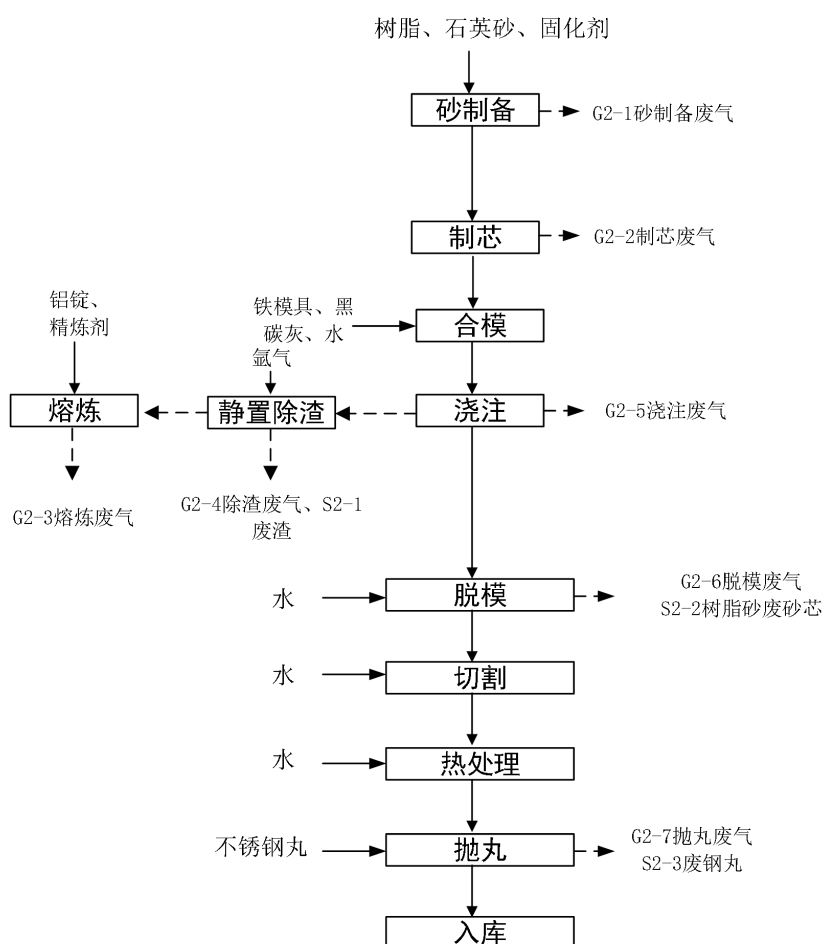 树脂、石英砂、固化剂
砂制备
G2-1砂制备废气
制芯
G2-2制芯废气
铝锭、
精炼剂
铁模具、黑
碳灰、水
合模
氩气
熔炼
静置除渣
浇注
G2-5浇注废气
G2-3熔炼废气
G2-4除渣废气、S2-1
废渣
水
脱模
G2-6脱模废气
S2-2树脂砂废砂芯
水
切割
水
热处理
不锈钢丸
抛丸
G2-7抛丸废气
S2-3废钢丸
入库